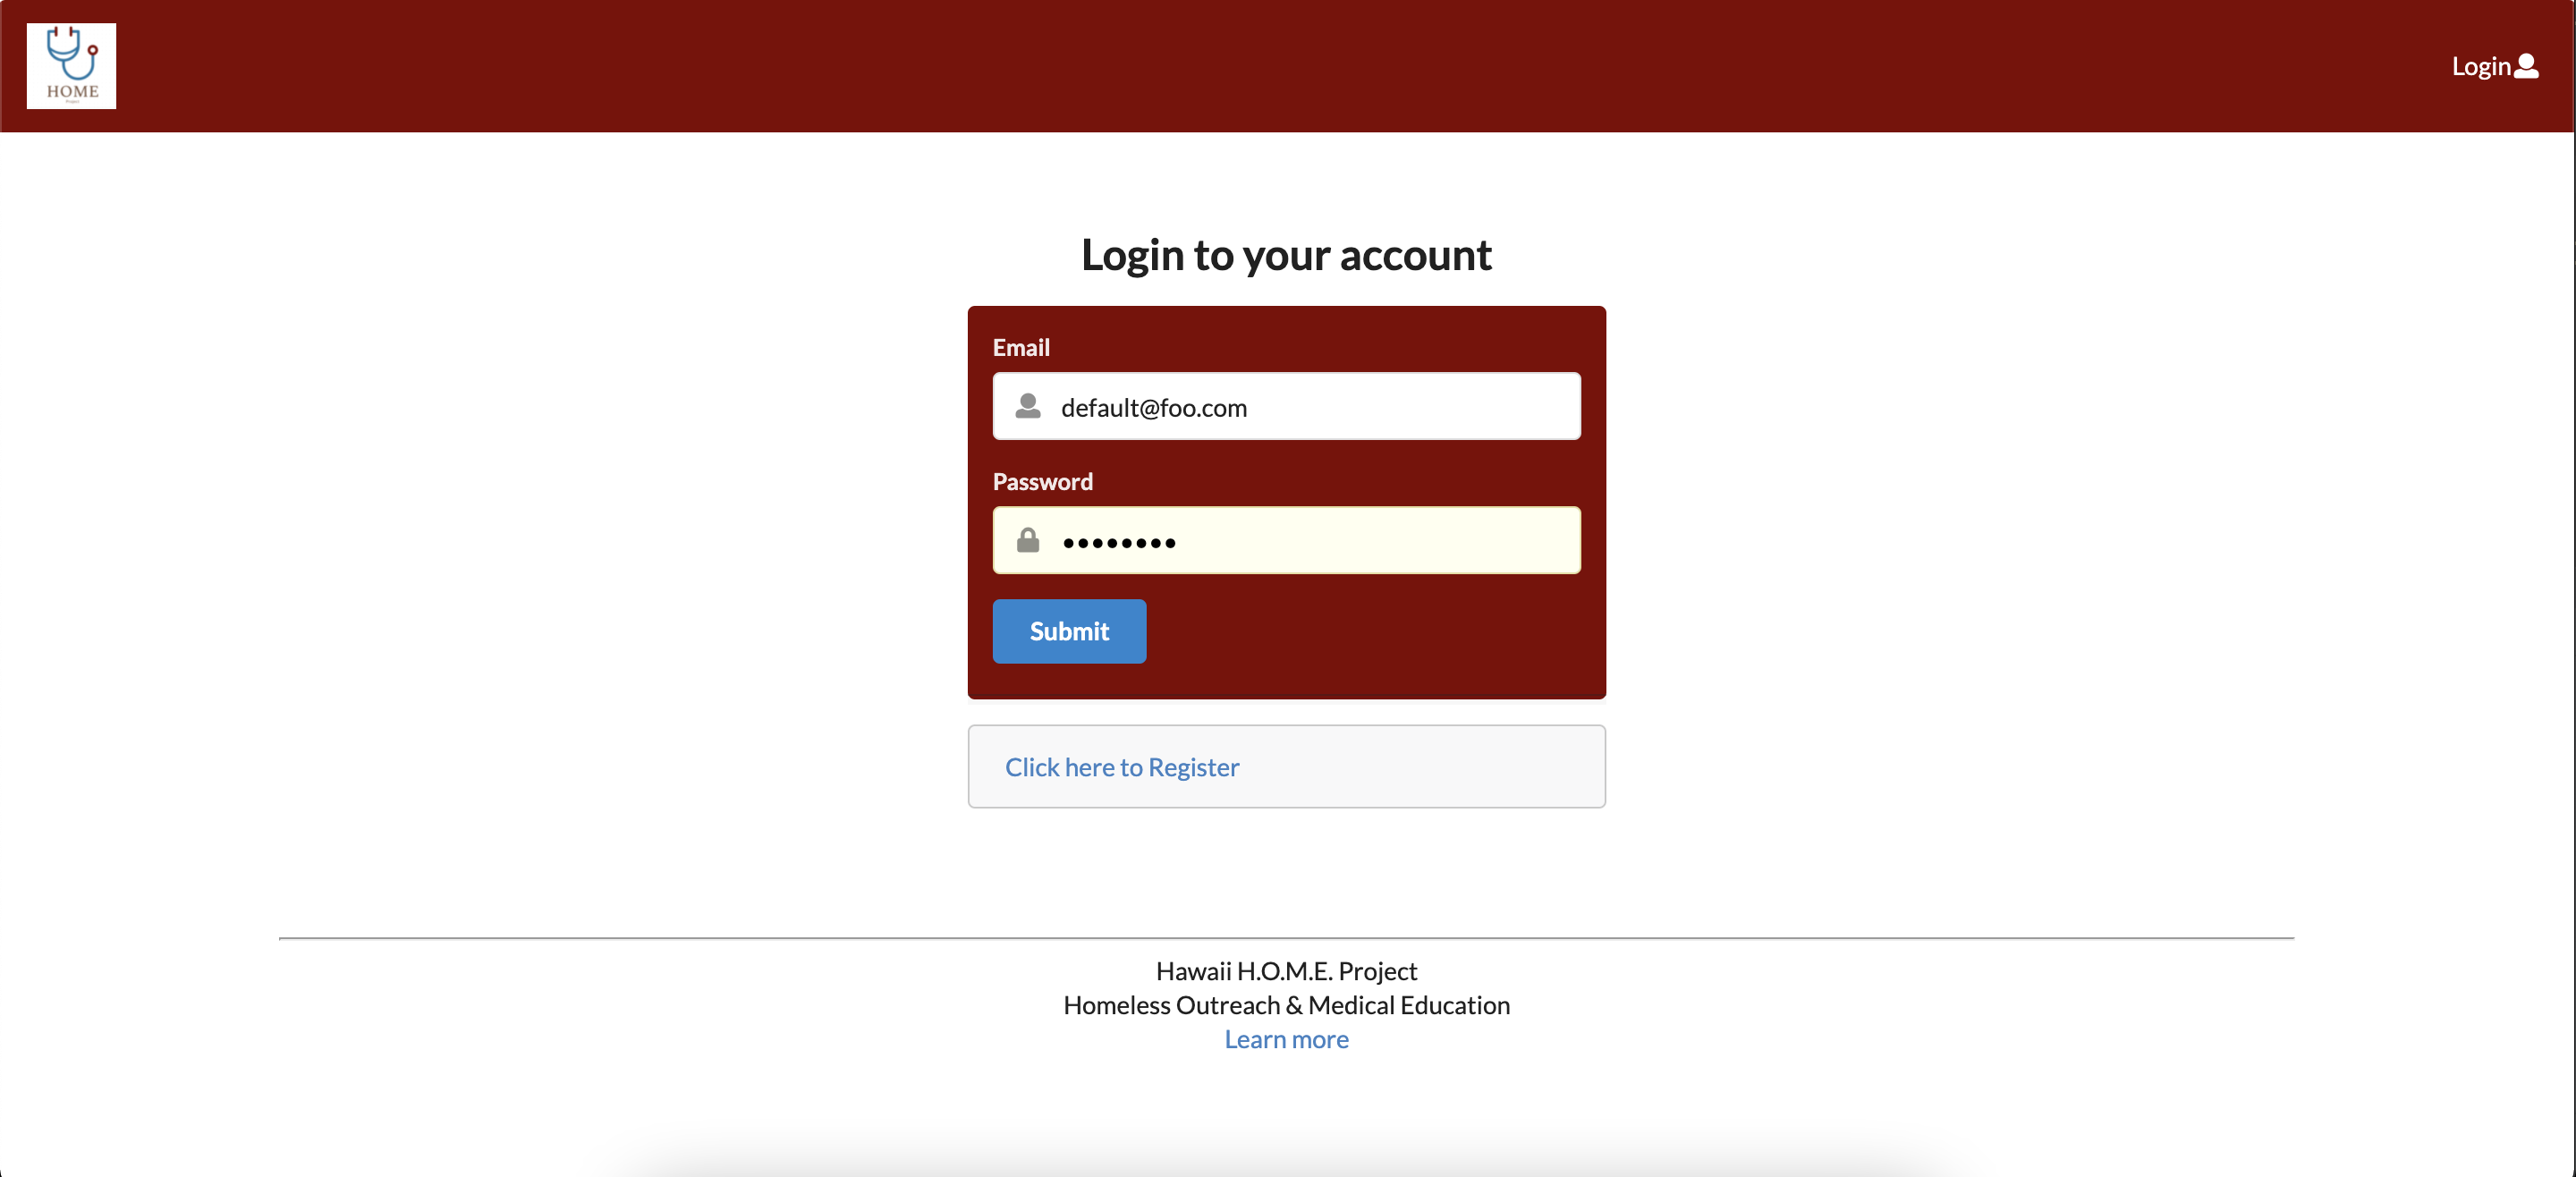 HOME
Project
Login
Login to your account
Email
default@foo.com
Password
••••••••
Submit
Click here to Register
Hawaii H.O.M.E. Project
Homeless Outreach & Medical Education
Learn more